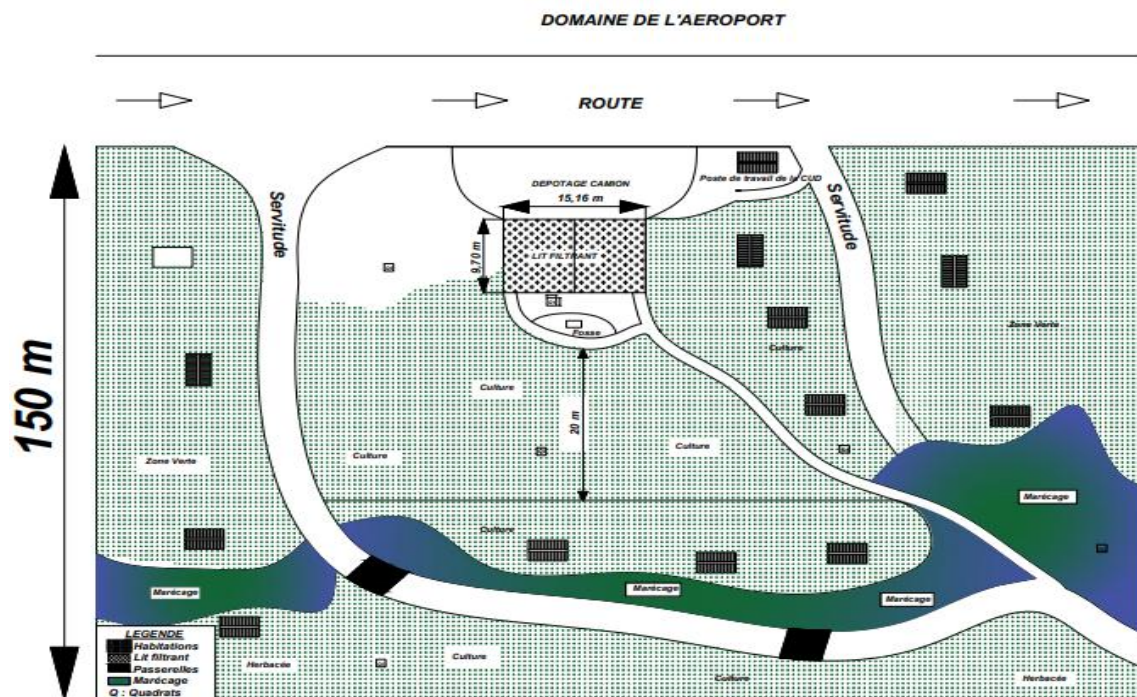 DOMAINE DE L'AEROPORT
ROUTE
Servitude
DEPOTAGE CAMION
15,16 m
Poste de travail de la CUD
Servitude
9,70 m
LIT FILTRANT
Fosse
Culture
Zone Verte
150 m
Culture
20 m
Culture
Culture
Zone Verte
Marécage
Culture
Marécage
Marécage
Marécage
LEGENDE
Habitations
Lit filtrant
Passerelles
Marécage
Q : Quadrats
Herbacée
Culture
Culture
Herbacée